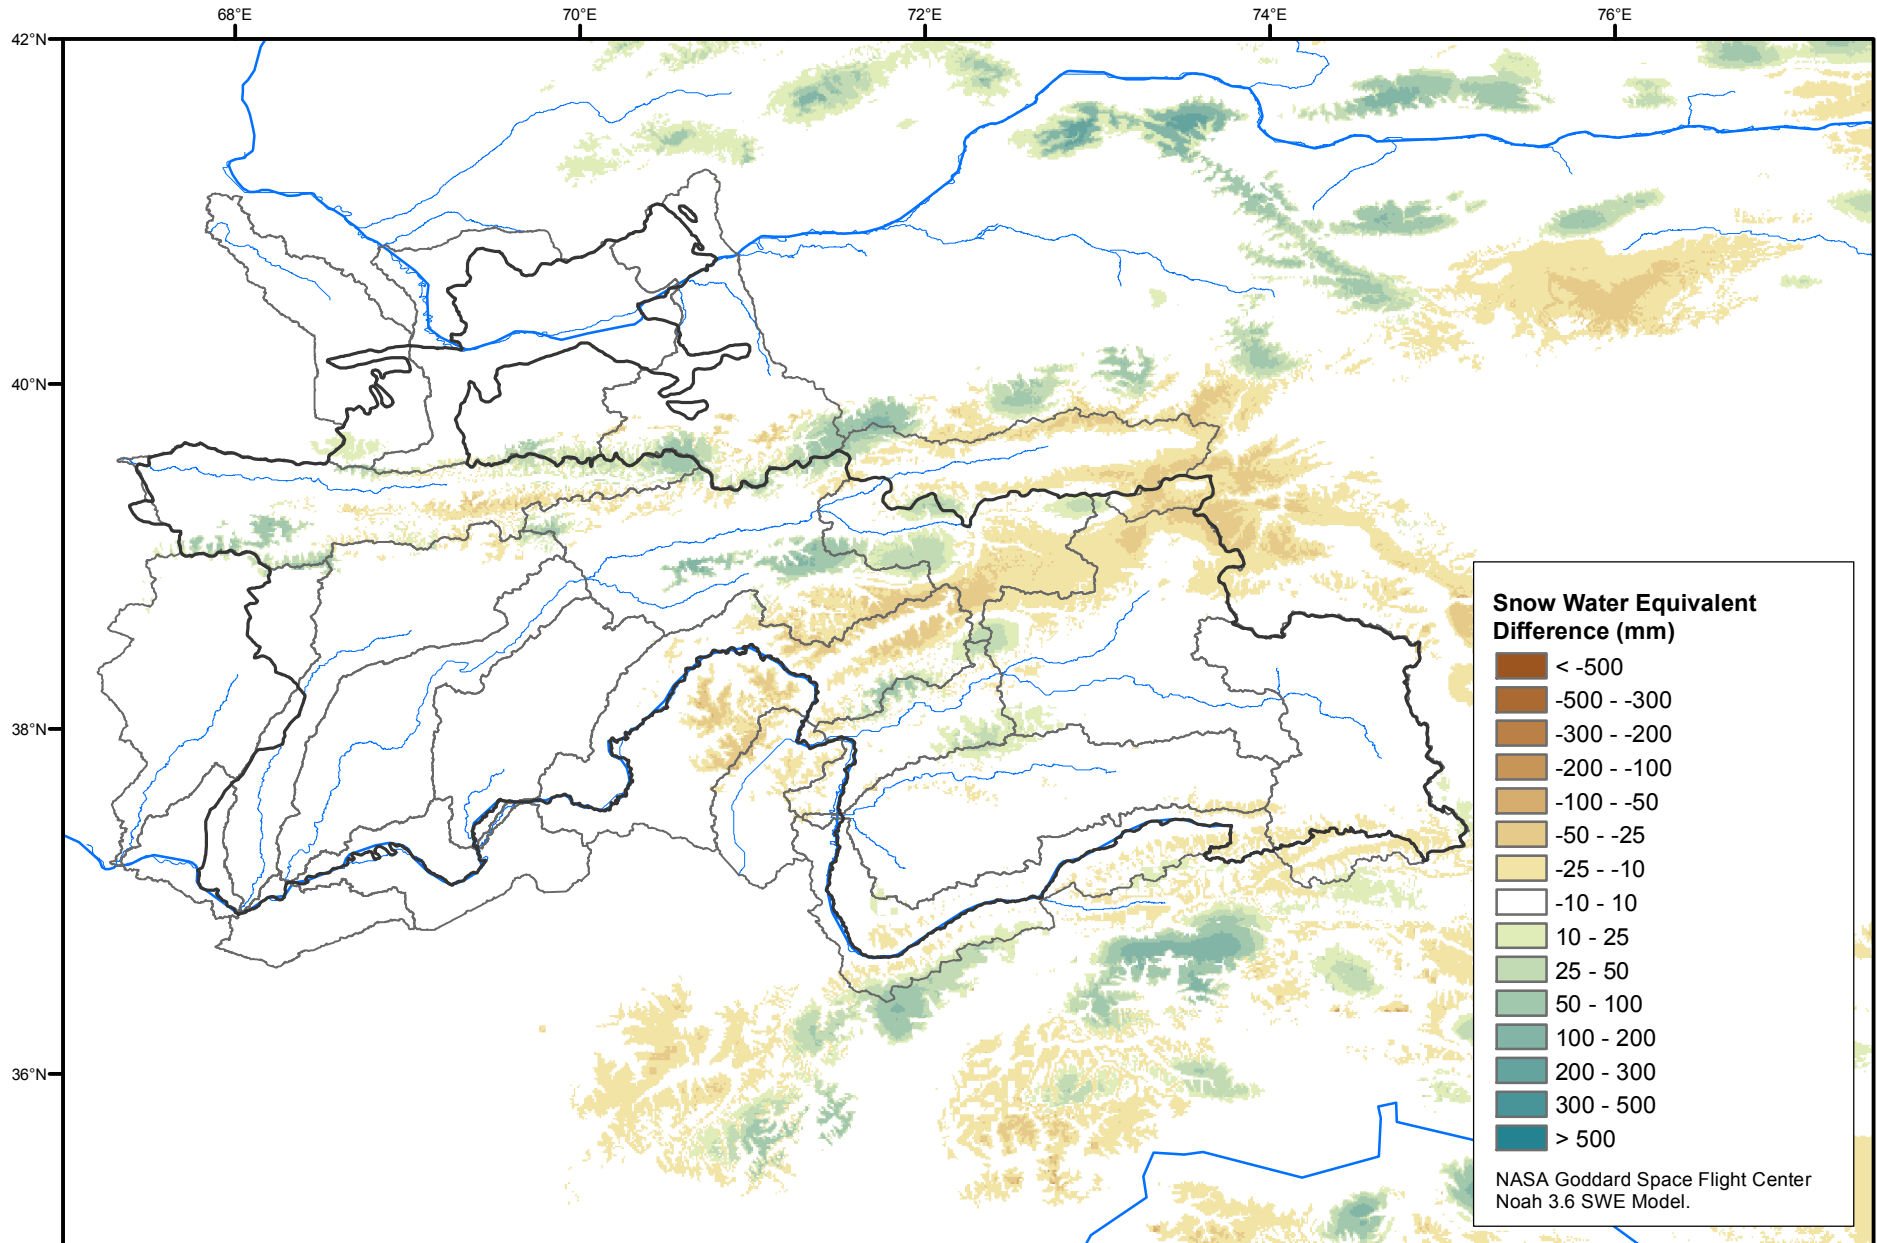 68°E 70°E 72°E 74°E 76°E
42°N
40°N
38°N
36°N
Snow Water Equivalent
Difference (mm)
< -500
-500 - -300
-300 - -200
-200 - -100
-100 - -50
-50 - -25
-25 - -10
-10 - 10
10 - 25
25 - 50
50 - 100
100 - 200
200 - 300
300 - 500
> 500
NASA Goddard Space Flight Center
Noah 3.6 SWE Model.